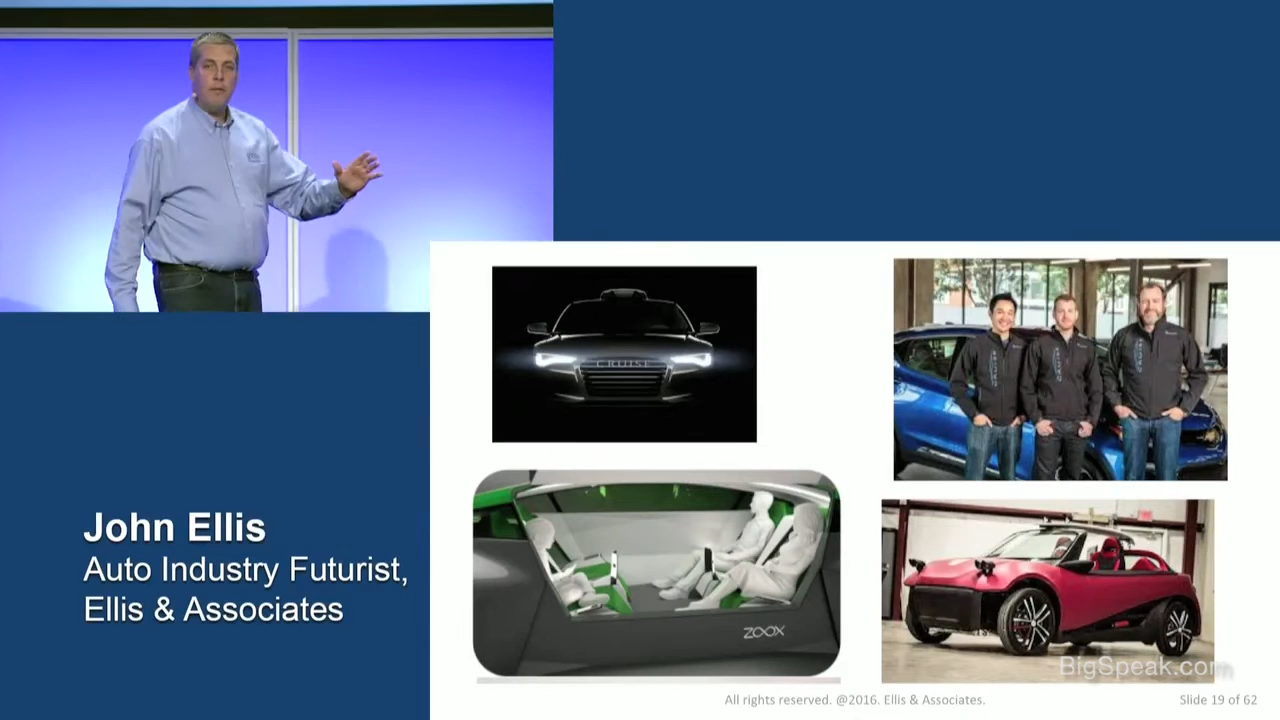 CRUISE
ZOOX
John Ellis
Auto Industry Futurist,
Ellis & Associates
BigSpeak.com
All rights reserved. @2016. Ellis & Associates.
Slide 19 of 62